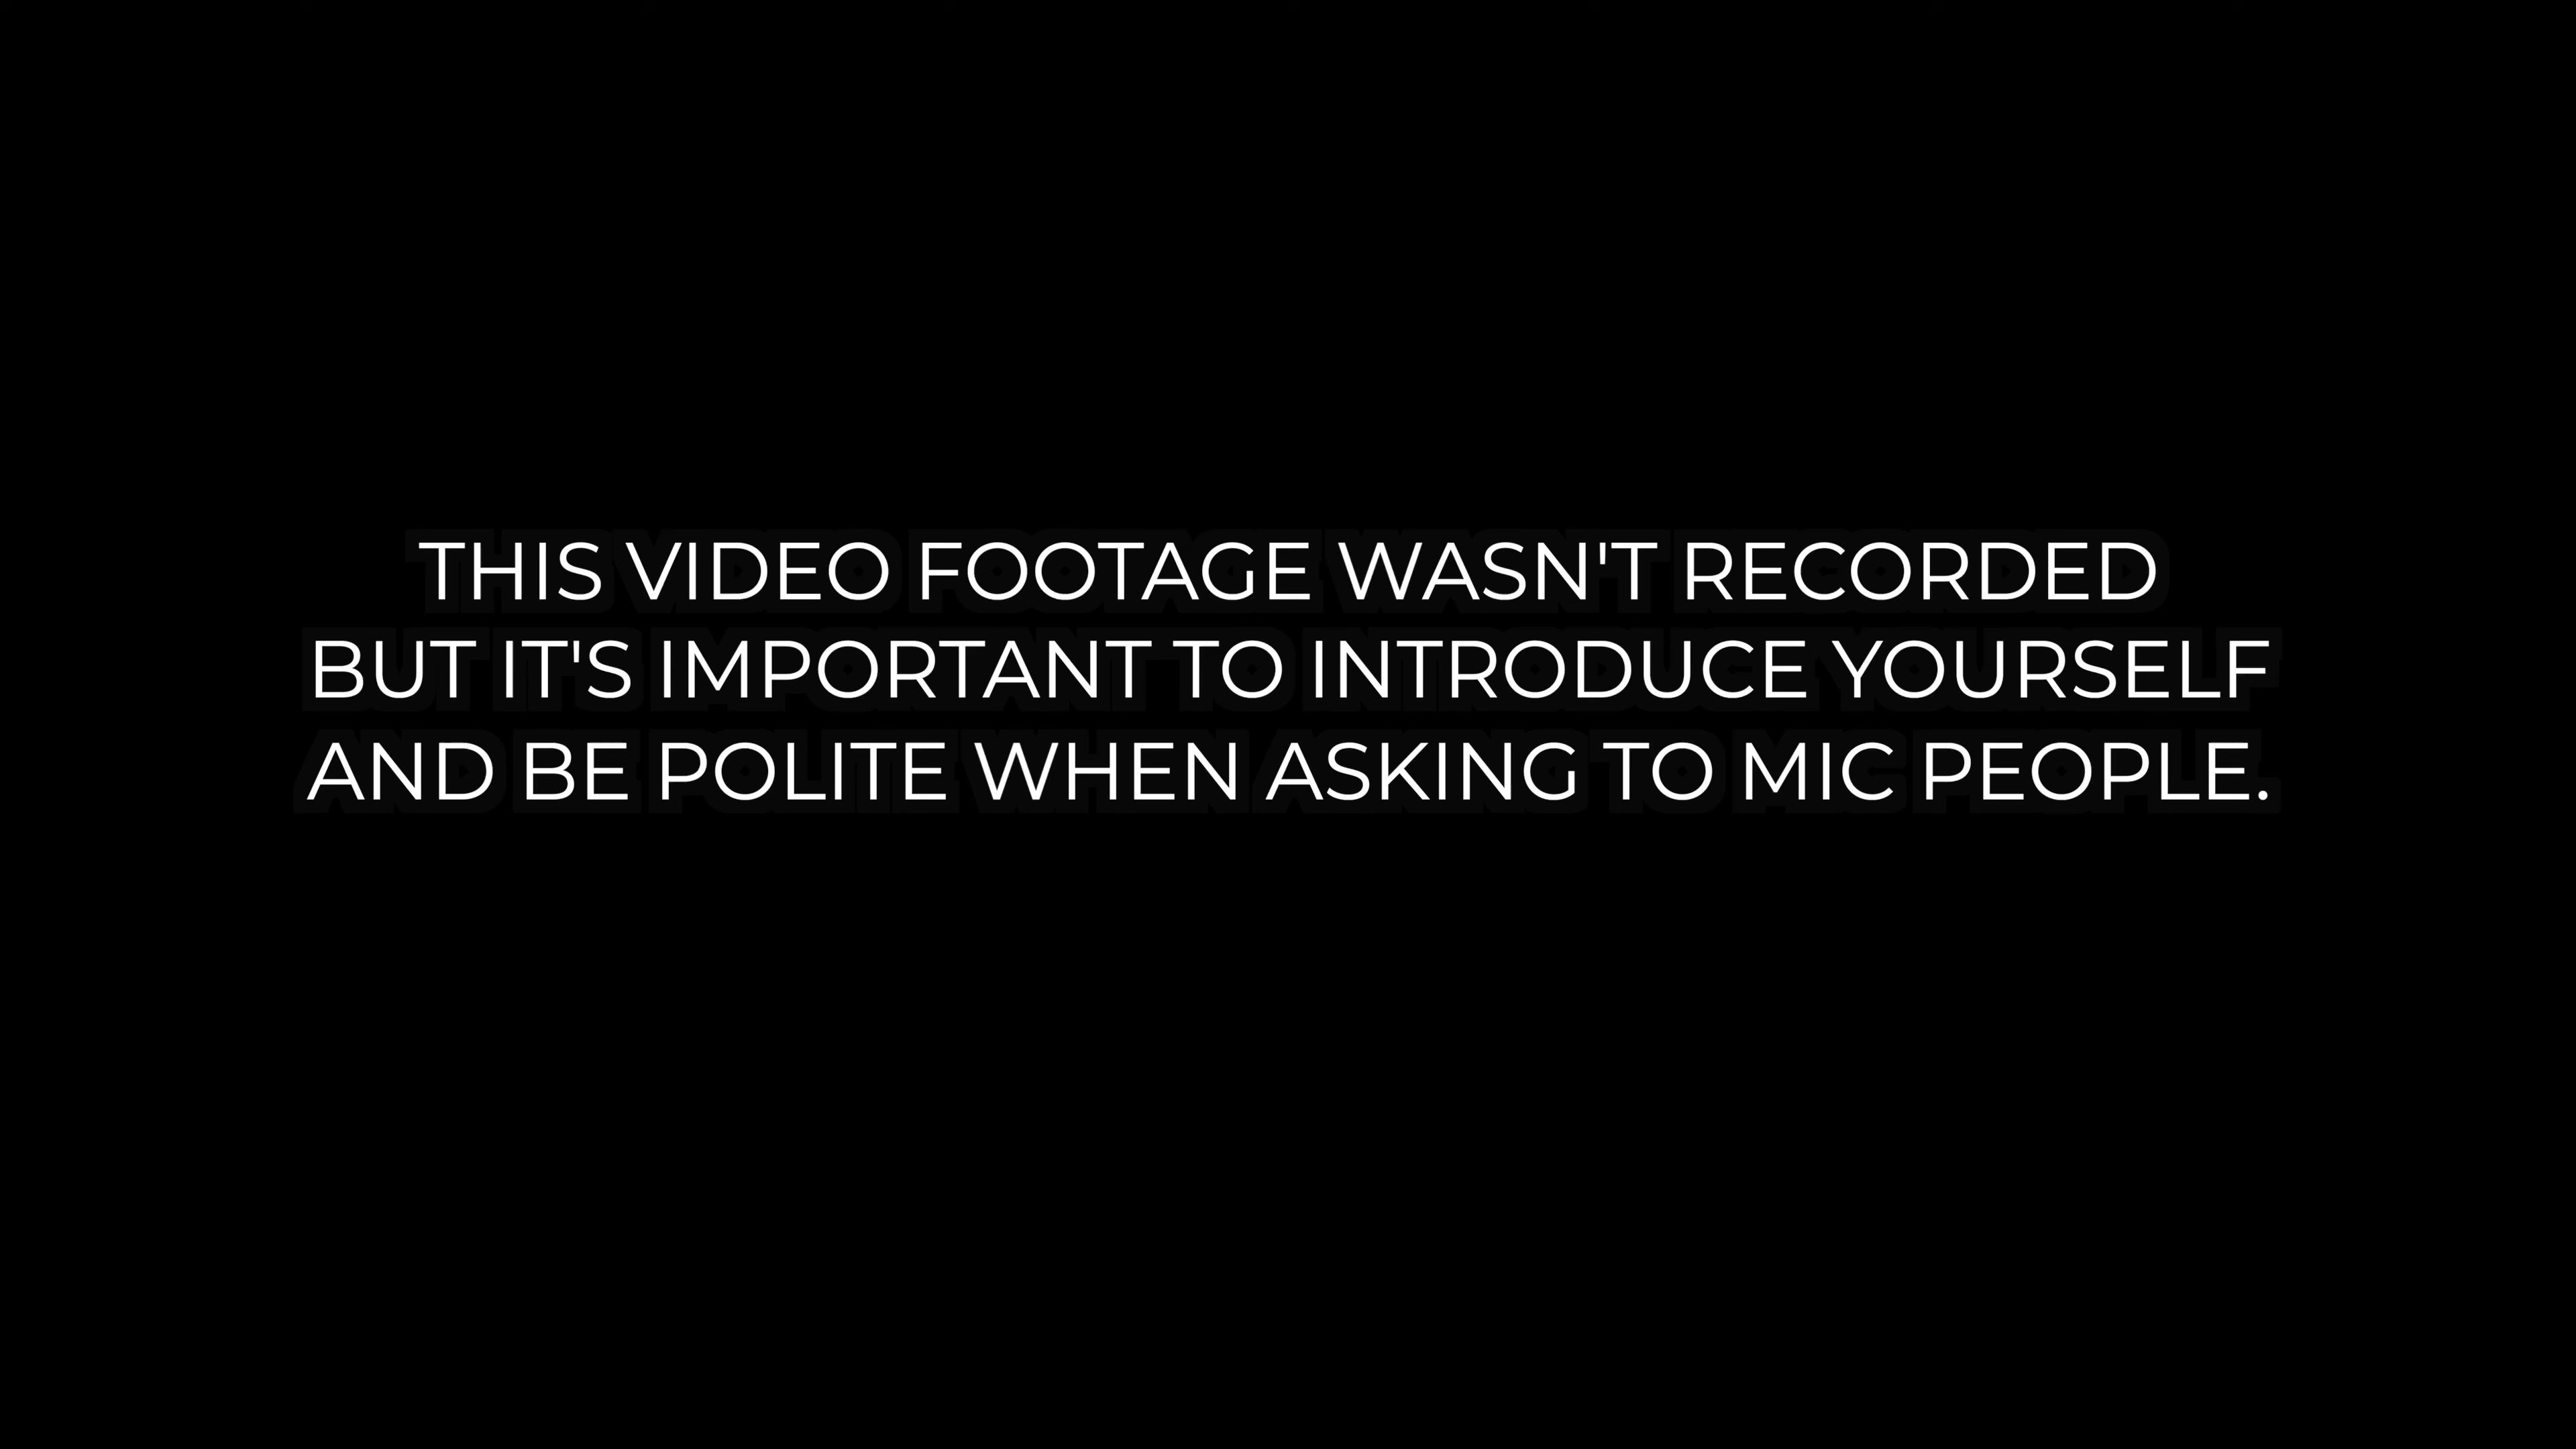 THIS VIDEO FOOTAGE WASN'T RECORDED
BUT IT'S IMPORTANT TO INTRODUCE YOURSELF
AND BE POLITE WHEN ASKING TO MIC PEOPLE.